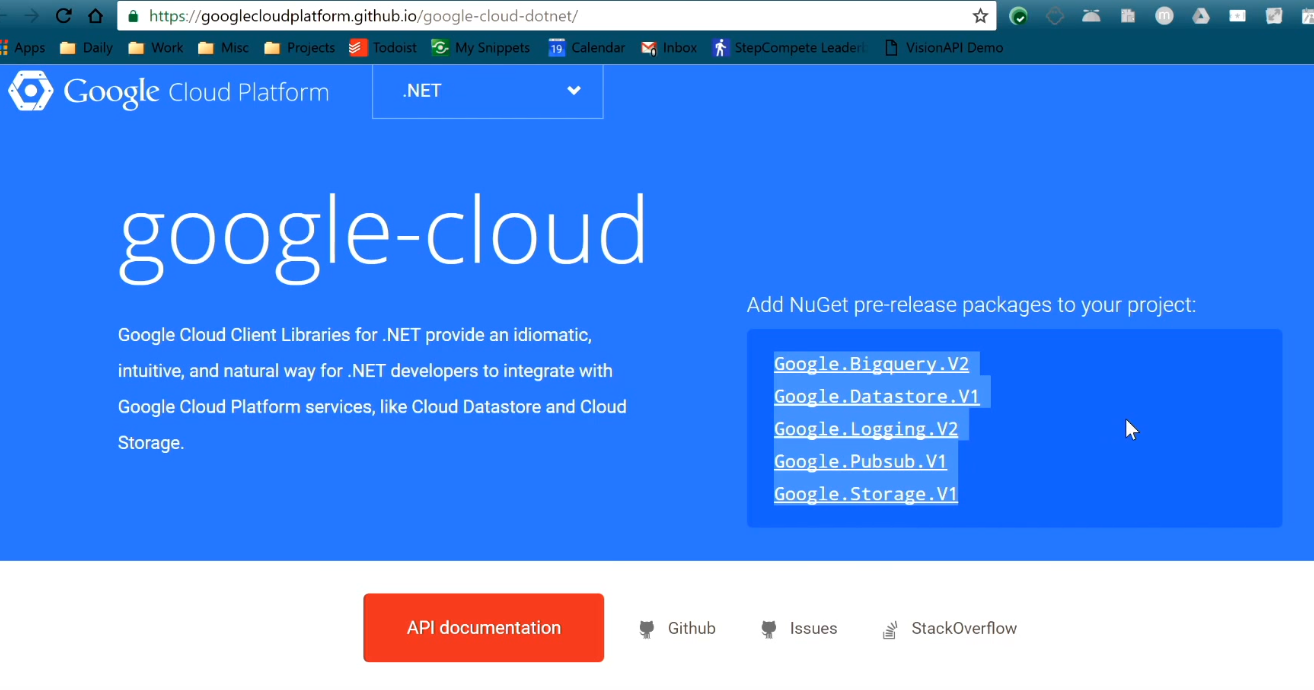 https://googlecloudplatform.github.io/google-cloud-dotnet/
Apps Daily Work Misc Projects Todoist My Snippets 19 Calendar Inbox StepCompete Leader VisionAPI Demo
Google Cloud Platform .NET
google-cloud
Add NuGet pre-release packages to your project:
Google Cloud Client Libraries for .NET provide an idiomatic,
intuitive, and natural way for .NET developers to integrate with
Google Cloud Platform services, like Cloud Datastore and Cloud
Storage.
Google.Bigquery.V2
Google.Datastore.V1
Google.Logging.V2
Google.Pubsub.V1
Google.Storage.V1
API documentation Github Issues StackOverflow